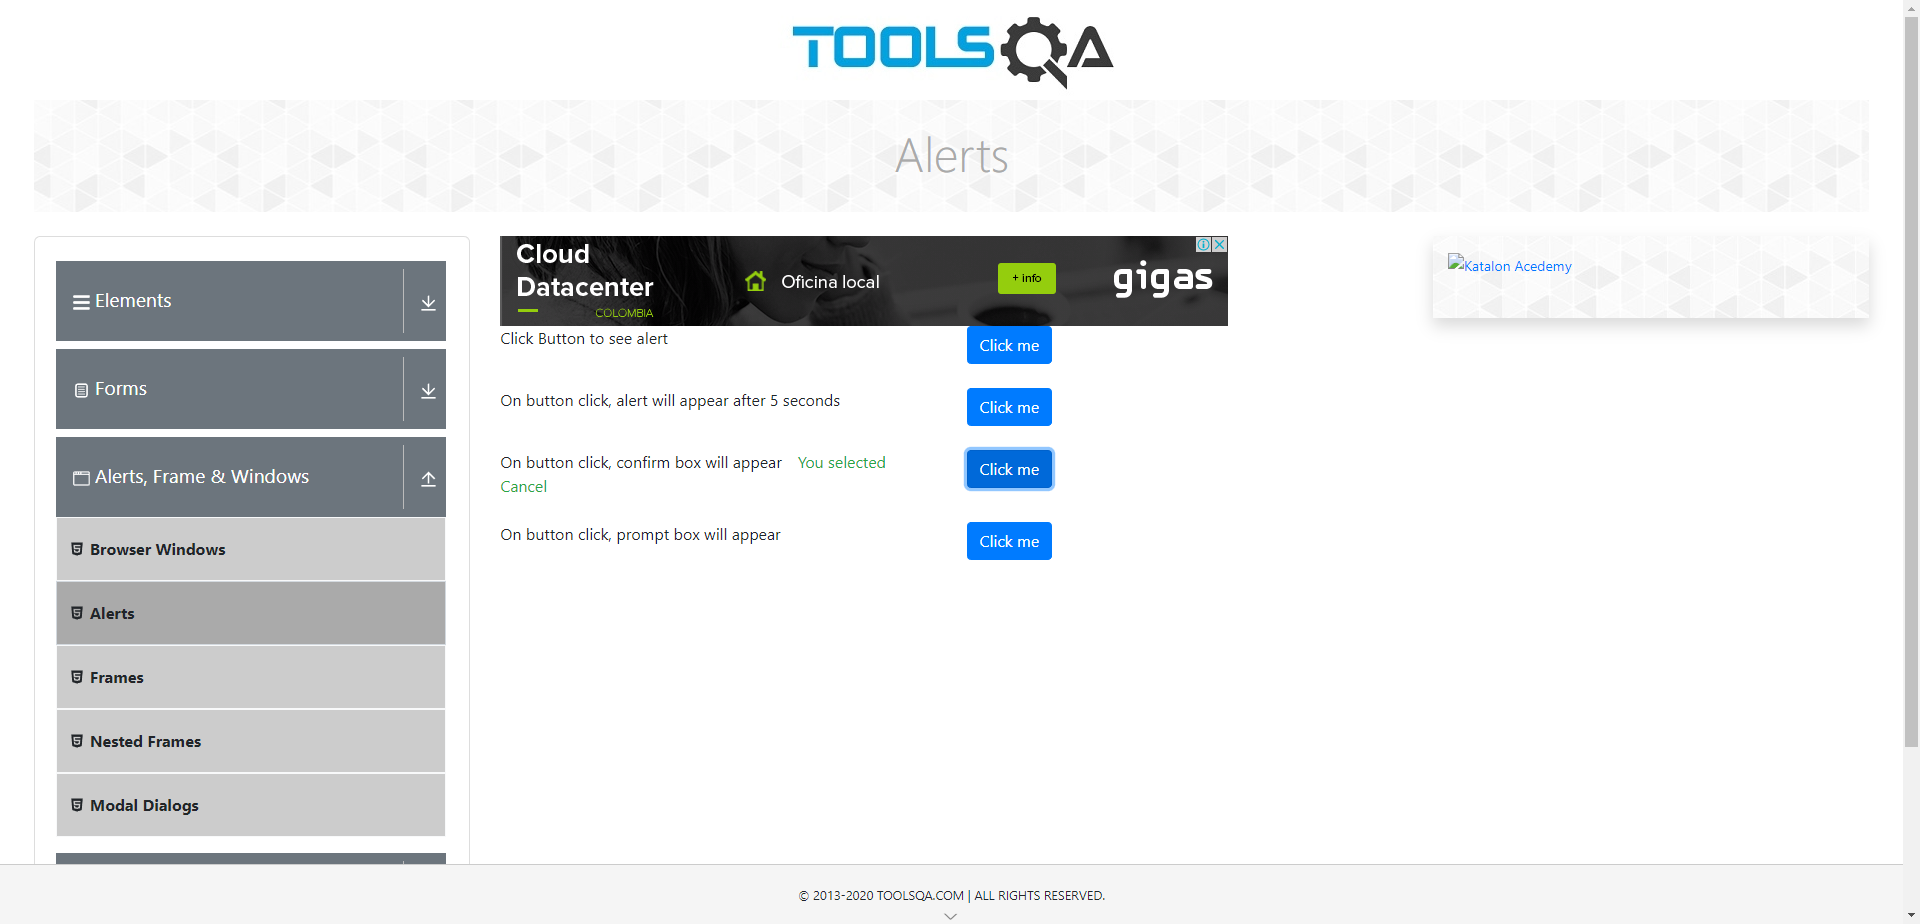 TOOLSQA
Alerts
Elements
Forms
Alerts, Frame & Windows
Browser Windows
Alerts
Frames
Nested Frames
Modal Dialogs
Cloud
Datacenter
COLOMBIA
Oficina local
+ info
gigas
Click Button to see alert
Click me
On button click, alert will appear after 5 seconds
Click me
On button click, confirm box will appear You selected
Cancel
Click me
On button click, prompt box will appear
Click me
Katalon Acedemy
© 2013-2020 TOOLSQA.COM | ALL RIGHTS RESERVED.